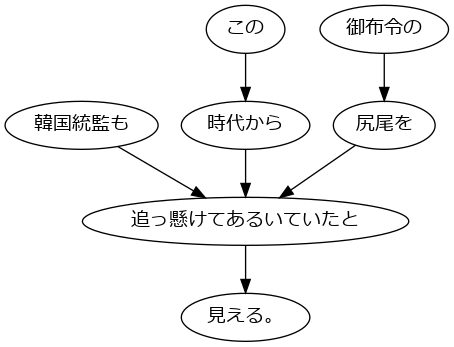 この
御布令の
韓国統監も
時代から
尻尾を
追っ懸けてあるいていたと
見える。